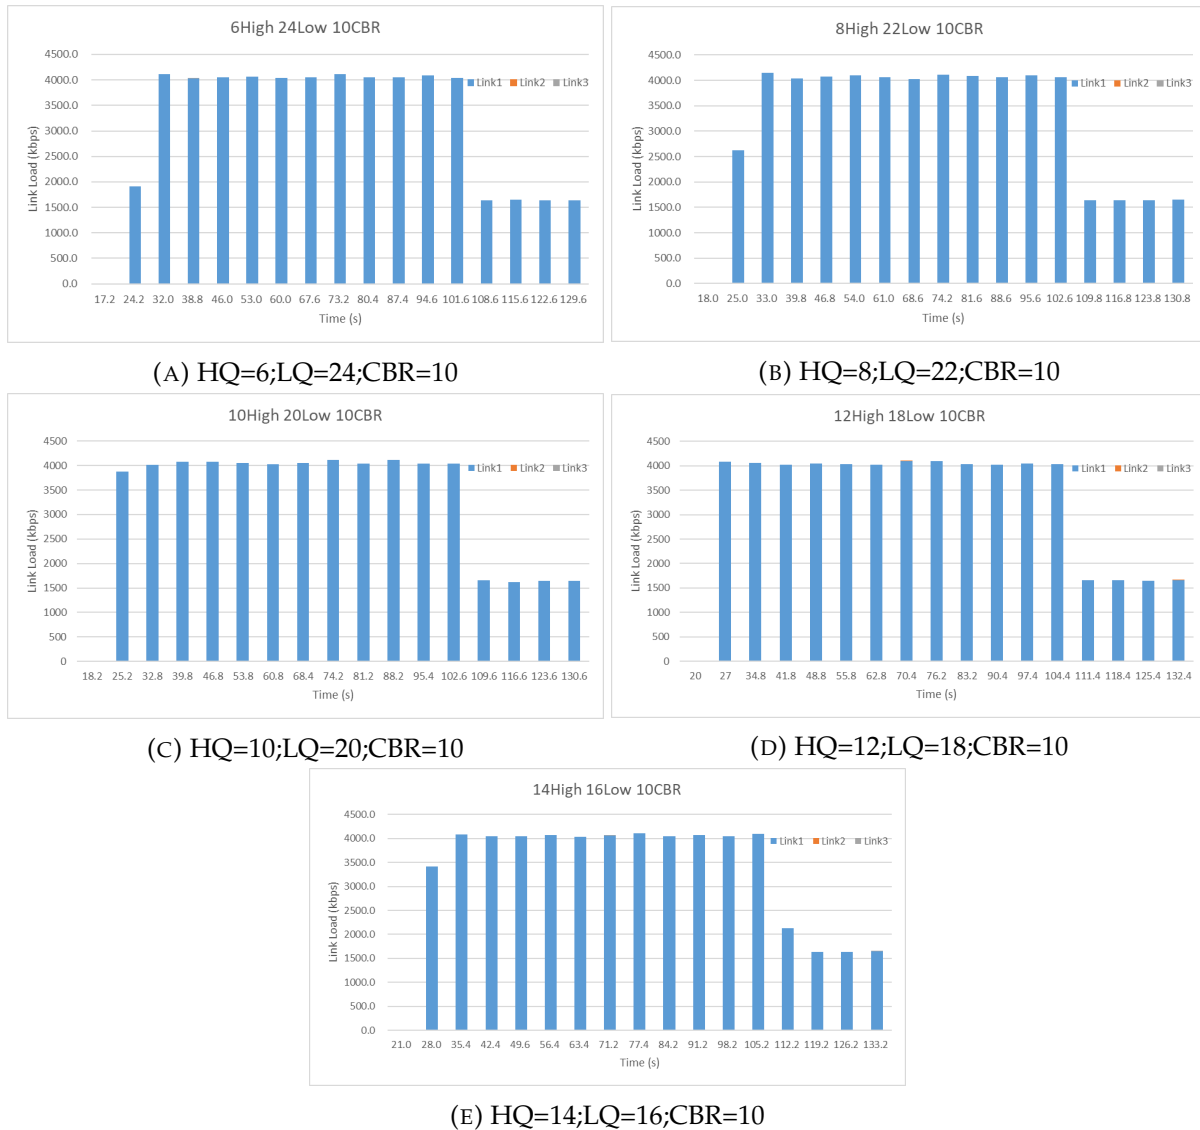 6High 24Low 10CBR
4500.0
4000.0
3500.0
3000.0
2500.0
2000.0
1500.0
1000.0
500.0
0.0
Link Load (kbps)
Link1 Link2 Link3
17.2 24.2 32.0 38.8 46.0 53.0 60.0 67.6 73.2 80.4 87.4 94.6 101.6 108.6 115.6 122.6 129.6
Time (s)
(A) HQ=6;LQ=24;CBR=10
8High 22Low 10CBR
4500.0
4000.0
3500.0
3000.0
2500.0
2000.0
1500.0
1000.0
500.0
0.0
Link Load (kbps)
Link1 Link2 Link3
18.0 25.0 33.0 39.8 46.8 54.0 61.0 68.6 74.2 81.6 88.6 95.6 102.6 109.8 116.8 123.8 130.8
Time (s)
(B) HQ=8;LQ=22;CBR=10
10High 20Low 10CBR
4500
4000
3500
3000
2500
2000
1500
1000
500
0
Link Load (kbps)
Link1 Link2 Link3
18.2 25.2 32.8 39.8 46.8 53.8 60.8 68.4 74.2 81.2 88.2 95.4 102.6 109.6 116.6 123.6 130.6
Time (s)
(C) HQ=10;LQ=20;CBR=10
12High 18Low 10CBR
4500
4000
3500
3000
2500
2000
1500
1000
500
0
Link Load (kbps)
Link1 Link2 Link3
20 27 34.8 41.8 48.8 55.8 62.8 70.4 76.2 83.2 90.4 97.4 104.4 111.4 118.4 125.4 132.4
Time (s)
(D) HQ=12;LQ=18;CBR=10
14High 16Low 10CBR
4500.0
4000.0
3500.0
3000.0
2500.0
2000.0
1500.0
1000.0
500.0
0.0
Link Load (kbps)
Link1 Link2 Link3
21.0 28.0 35.4 42.4 49.6 56.4 63.4 71.2 77.4 84.2 91.2 98.2 105.2 112.2 119.2 126.2 133.2
Time (s)
(E) HQ=14;LQ=16;CBR=10